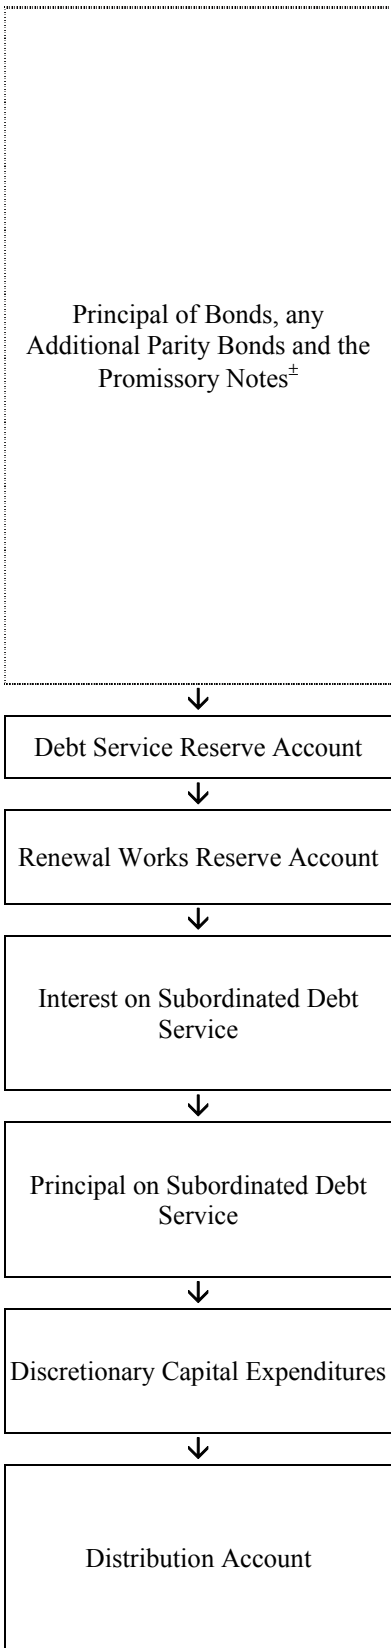 Principal of Bonds, any
Additional Parity Bonds and the
Promissory Notes±
Debt Service Reserve Account
Renewal Works Reserve Account
Interest on Subordinated Debt
Service
Principal on Subordinated Debt
Service
Discretionary Capital Expenditures
Distribution Account